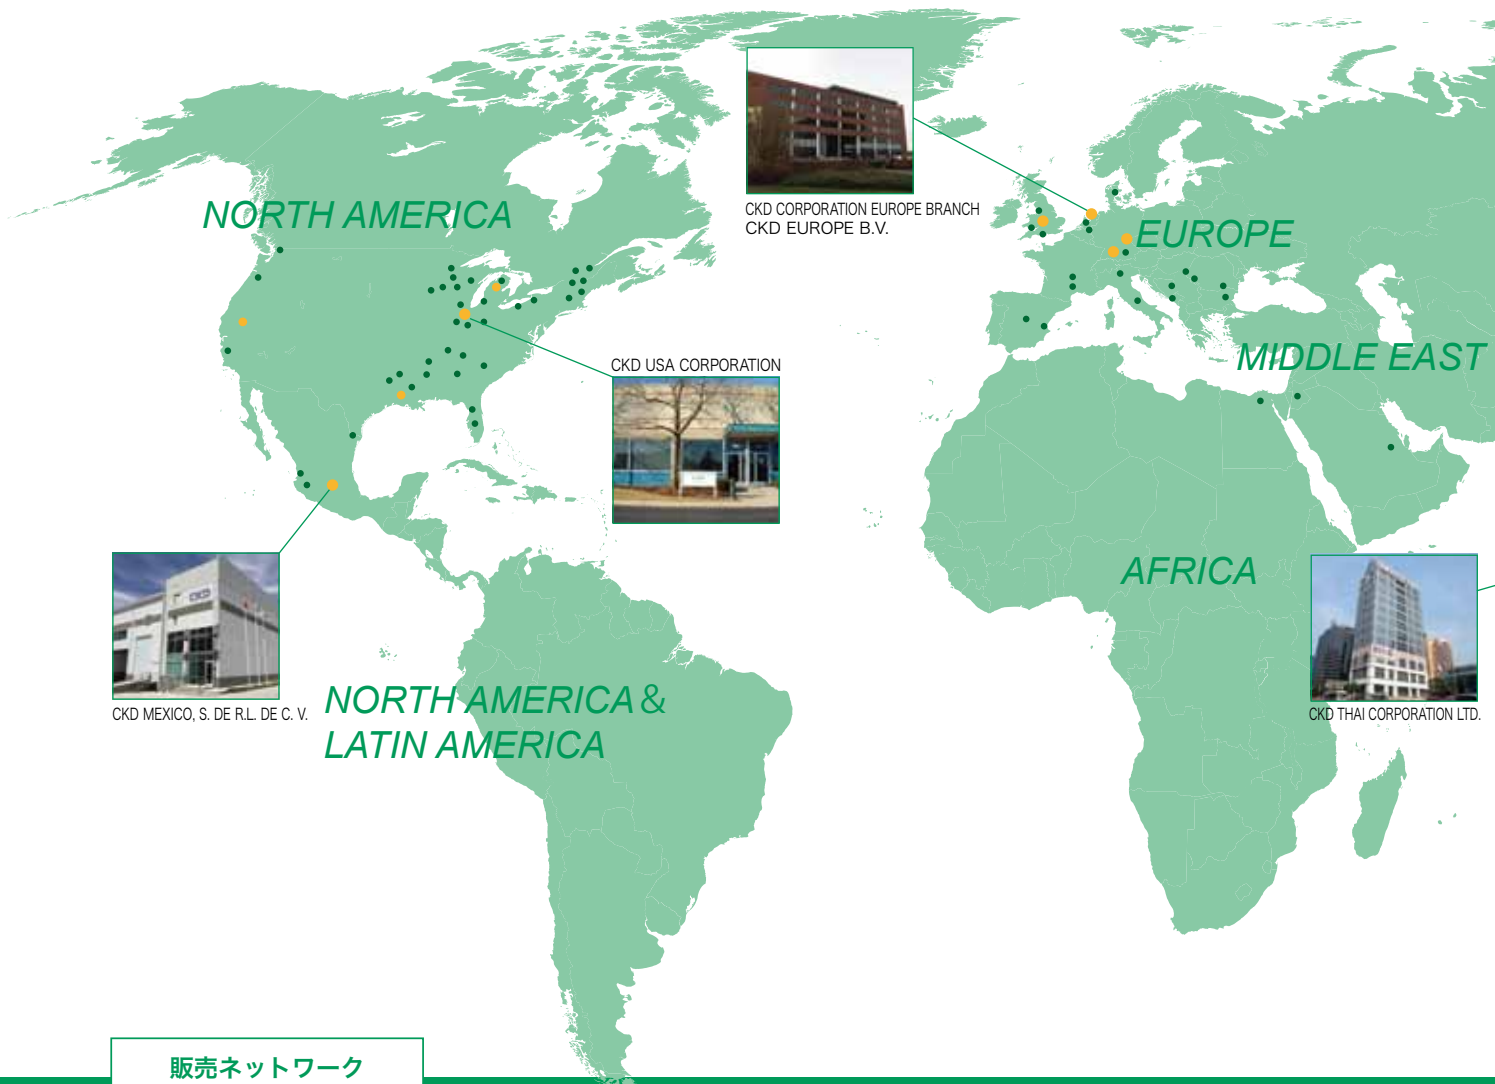 CKD CORPORATION EUROPE BRANCH
CKD EUROPE B.V.
NORTH AMERICA
EUROPE
MIDDLE EAST
CKD USA CORPORATION
AFRICA
CKD
CKD MEXICO, S. DE R.L. DE C. V.
NORTH AMERICA &
LATIN AMERICA
CKD THAI CORPORATION LTD.
販売ネットワーク